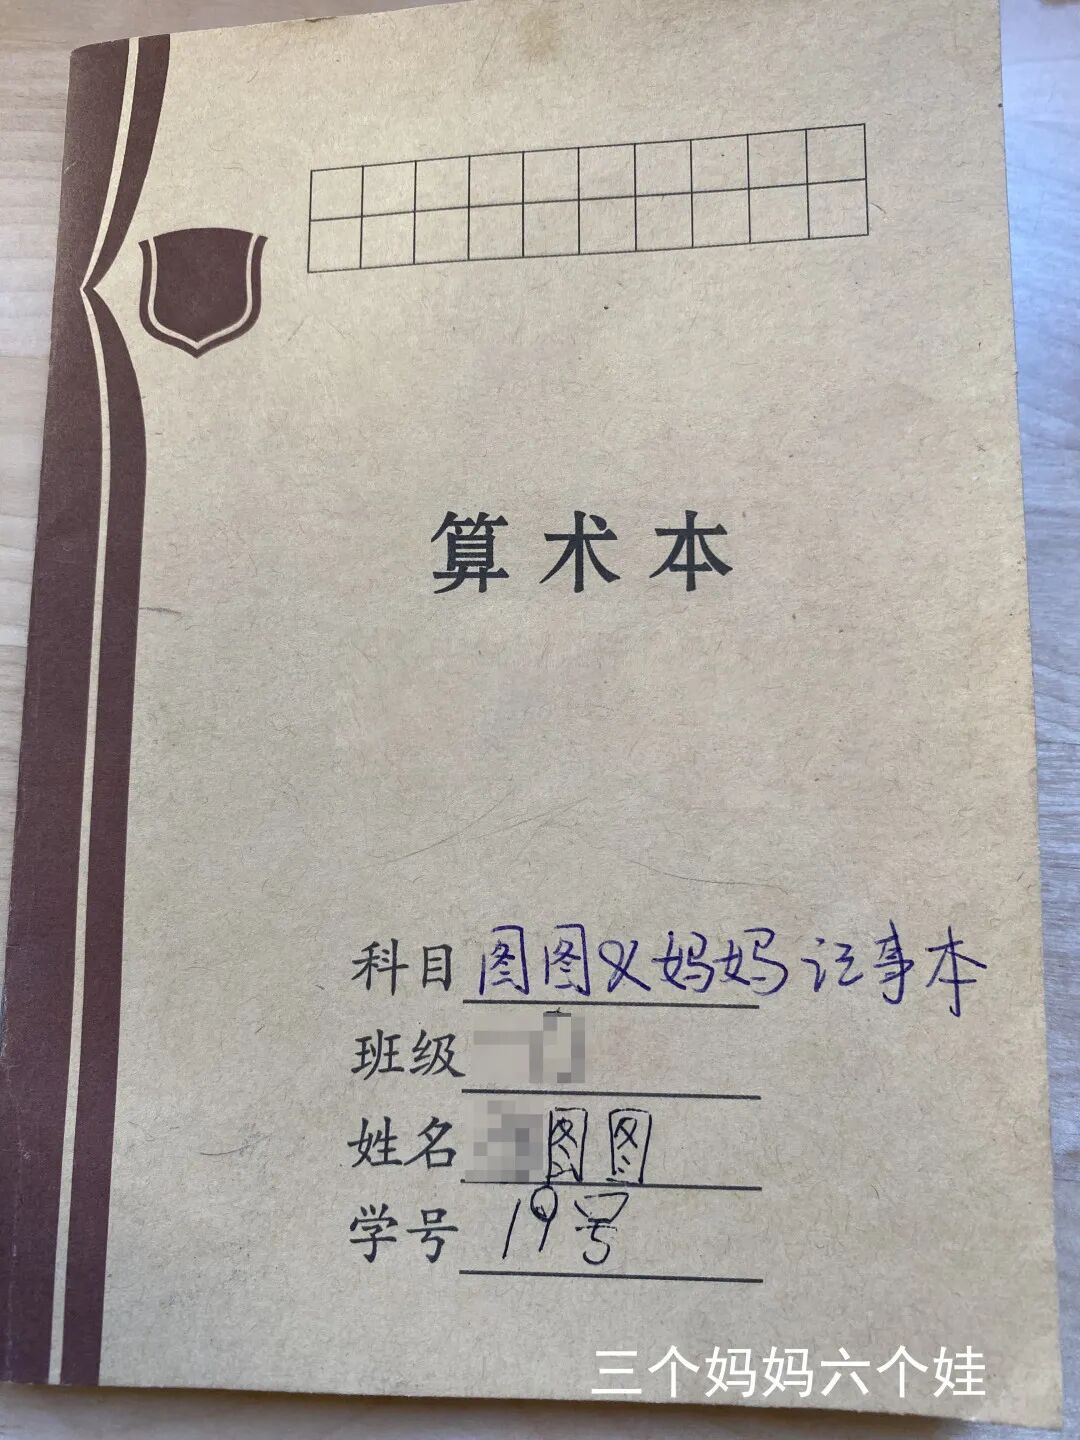 算术本
科目 图图义妈妈记事本
班级
姓名 图图
学号 19号
三个妈妈六个娃